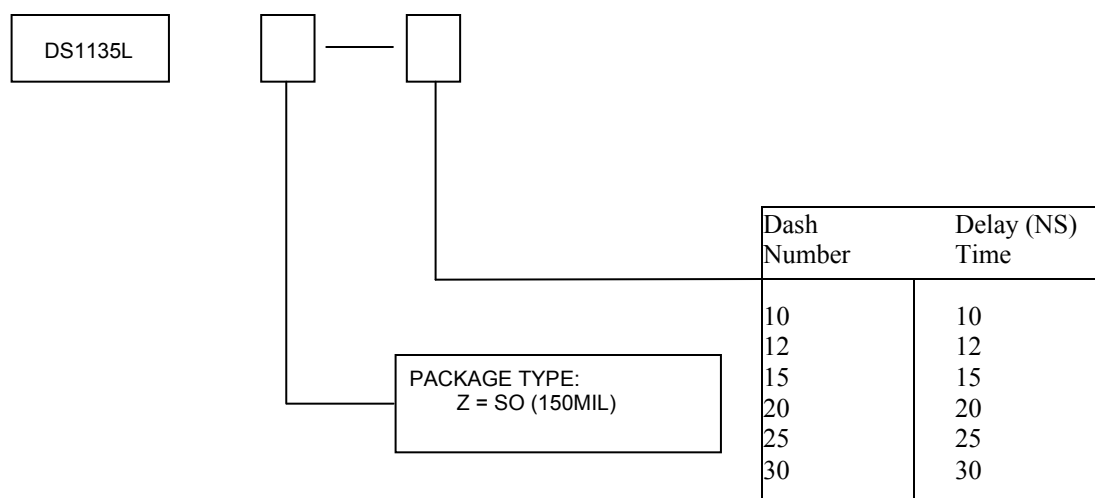 DS1135L
Dash Delay (NS)
Number Time
10 10
12 12
15 15
20 20
25 25
30 30
PACKAGE TYPE:
Z = SO (150MIL)